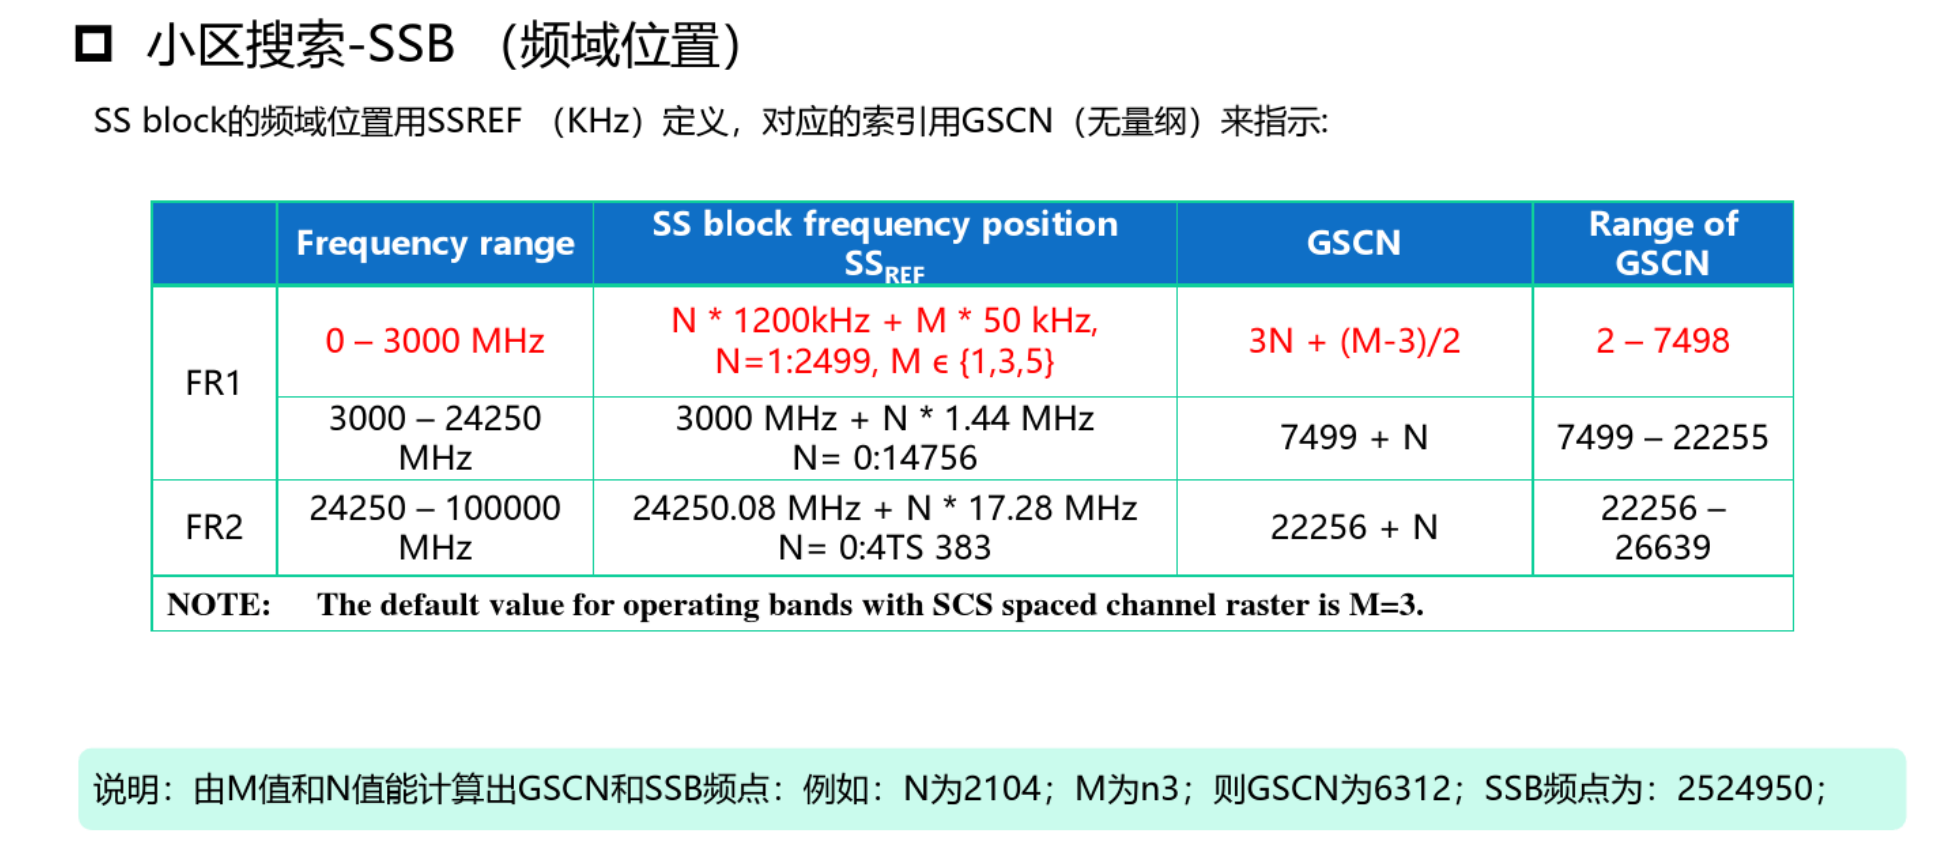 小区搜索-SSB （频域位置）
SS block的频域位置用SSREF （KHz）定义，对应的索引用GSCN（无量纲）来指示:
Frequency range
SS block frequency position
SSREF
GSCN
Range of
GSCN
FR1
0 – 3000 MHz
N * 1200kHz + M * 50 kHz,
N=1:2499, M ϵ {1,3,5}
3N + (M-3)/2
2 – 7498
3000 – 24250
MHz
3000 MHz + N * 1.44 MHz
N= 0:14756
7499 + N
7499 – 22255
FR2
24250 – 100000
MHz
24250.08 MHz + N * 17.28 MHz
N= 0:4TS 383
22256 + N
22256 –
26639
NOTE: The default value for operating bands with SCS spaced channel raster is M=3.
说明：由M值和N值能计算出GSCN和SSB频点：例如：N为2104；M为n3；则GSCN为6312；SSB频点为：2524950；